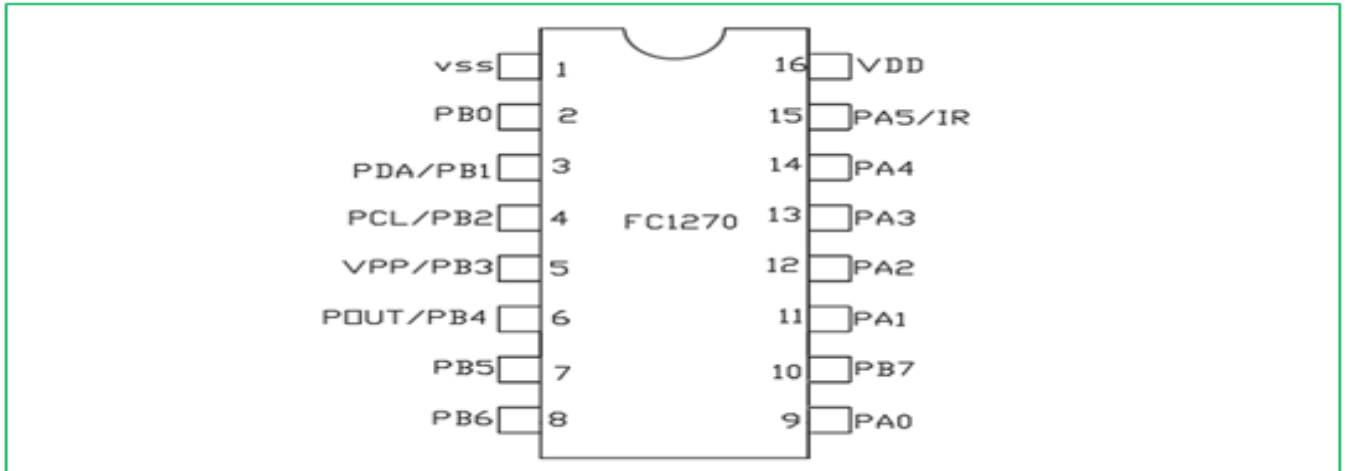 vss 1 16 VDD
PB0 2 15 PA5/IR
PDA/PB1 3 14 PA4
PCL/PB2 4 FC1270 13 PA3
VPP/PB3 5 12 PA2
POUT/PB4 6 11 PA1
PB5 7 10 PB7
PB6 8 9 PA0